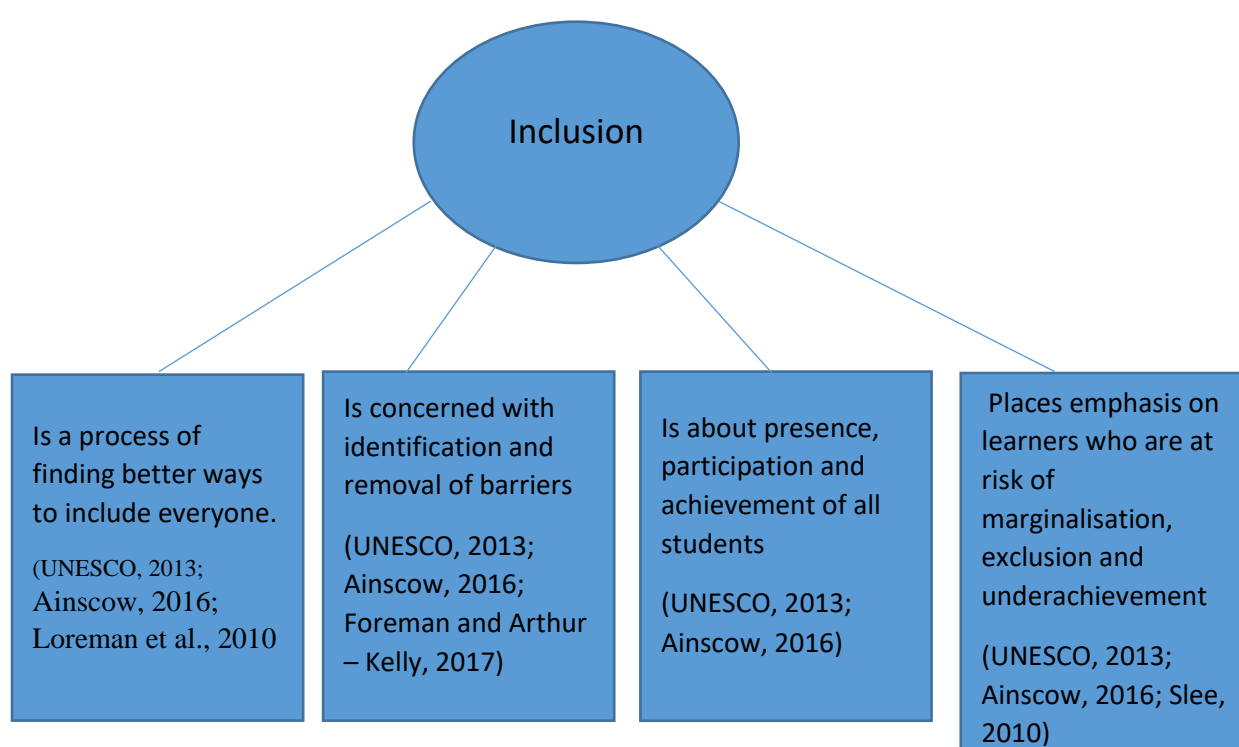 Inclusion
Is a process of
finding better ways
to include everyone.
(UNESCO, 2013;
Ainscow, 2016;
Loreman et al., 2010
Is concerned with
identification and
removal of barriers
(UNESCO, 2013;
Ainscow, 2016;
Foreman and Arthur
– Kelly, 2017)
Is about presence,
participation and
achievement of all
students
(UNESCO, 2013;
Ainscow, 2016)
Places emphasis on
learners who are at
risk of
marginalisation,
exclusion and
underachievement
(UNESCO, 2013;
Ainscow, 2016; Slee,
2010)